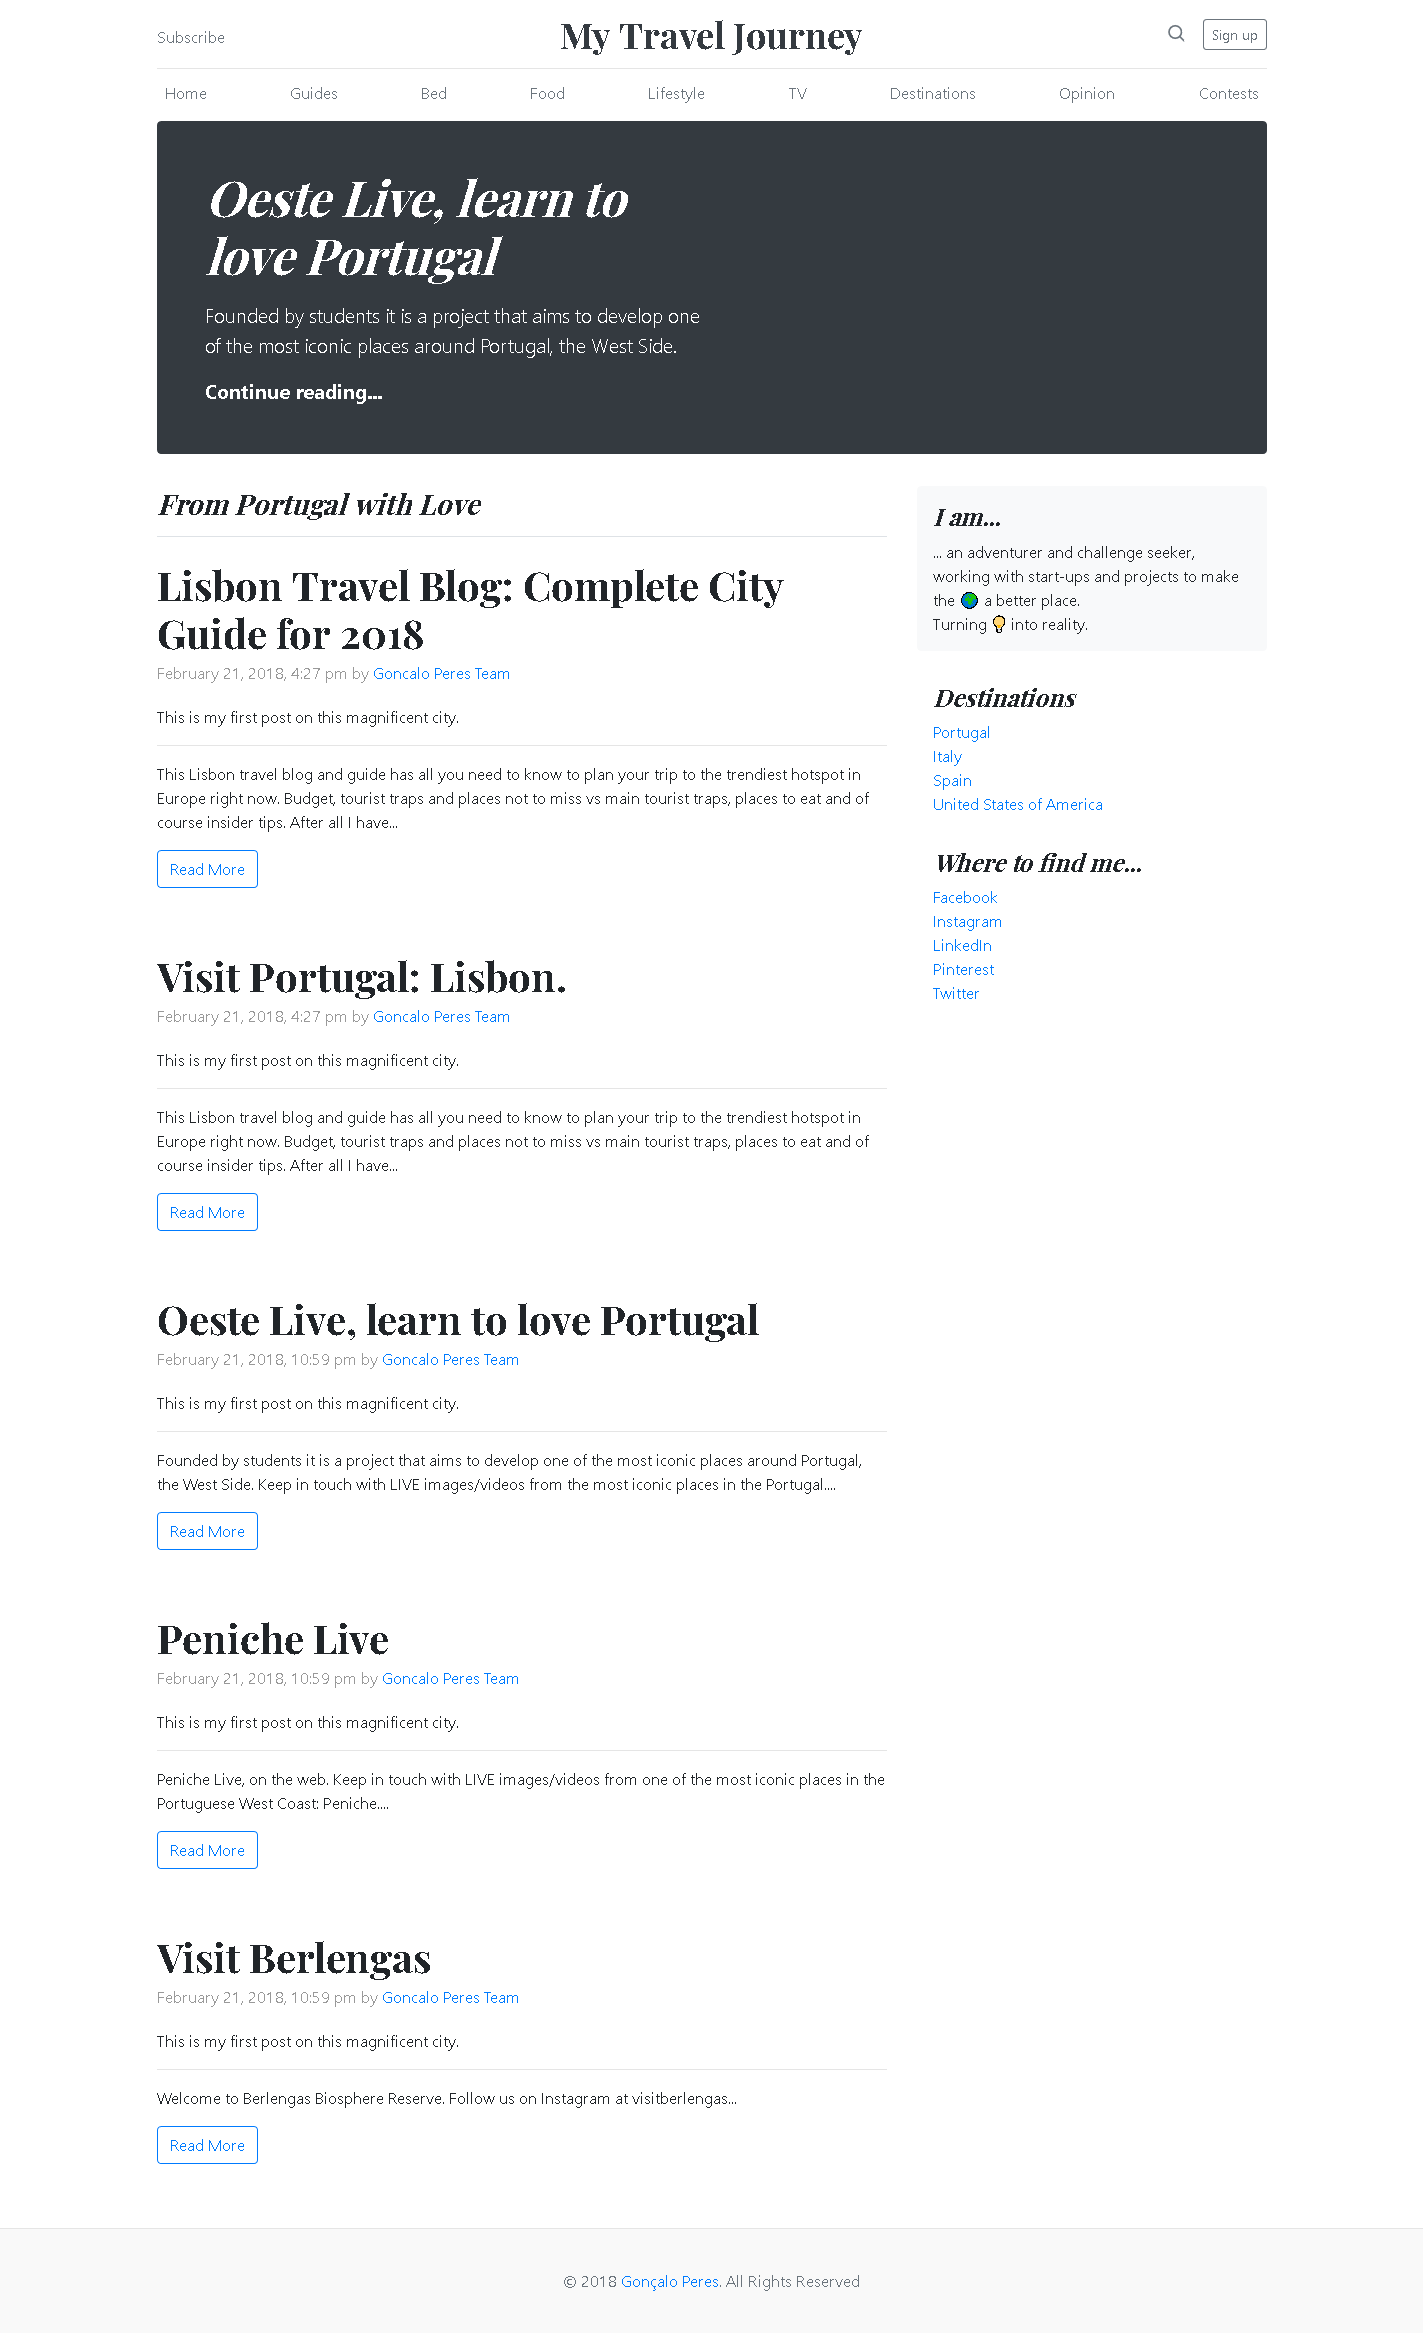 Subscribe
My Travel Journey
Sign up
Home Guides Bed Food Lifestyle TV Destinations Opinion Contests
Oeste Live, learn to
love Portugal
Founded by students it is a project that aims to develop one
of the most iconic places around Portugal, the West Side.
Continue reading...
From Portugal with Love
Lisbon Travel Blog: Complete City
Guide for 2018
February 21, 2018, 4:27 pm by Goncalo Peres Team
This is my first post on this magnificent city.
This Lisbon travel blog and guide has all you need to know to plan your trip to the trendiest hotspot in
Europe right now. Budget, tourist traps and places not to miss vs main tourist traps, places to eat and of
course insider tips. After all I have...
Read More
Visit Portugal: Lisbon.
February 21, 2018, 4:27 pm by Goncalo Peres Team
This is my first post on this magnificent city.
This Lisbon travel blog and guide has all you need to know to plan your trip to the trendiest hotspot in
Europe right now. Budget, tourist traps and places not to miss vs main tourist traps, places to eat and of
course insider tips. After all I have...
Read More
Oeste Live, learn to love Portugal
February 21, 2018, 10:59 pm by Goncalo Peres Team
This is my first post on this magnificent city.
Founded by students it is a project that aims to develop one of the most iconic places around Portugal,
the West Side. Keep in touch with LIVE images/videos from the most iconic places in the Portugal....
Read More
Peniche Live
February 21, 2018, 10:59 pm by Goncalo Peres Team
This is my first post on this magnificent city.
Peniche Live, on the web. Keep in touch with LIVE images/videos from one of the most iconic places in the
Portuguese West Coast: Peniche....
Read More
Visit Berlengas
February 21, 2018, 10:59 pm by Goncalo Peres Team
This is my first post on this magnificent city.
Welcome to Berlengas Biosphere Reserve. Follow us on Instagram at visitberlengas...
Read More
I am...
... an adventurer and challenge seeker,
working with start-ups and projects to make
the 🌍 a better place.
Turning 💡 into reality.
Destinations
Portugal
Italy
Spain
United States of America
Where to find me...
Facebook
Instagram
LinkedIn
Pinterest
Twitter
© 2018 Gonçalo Peres. All Rights Reserved